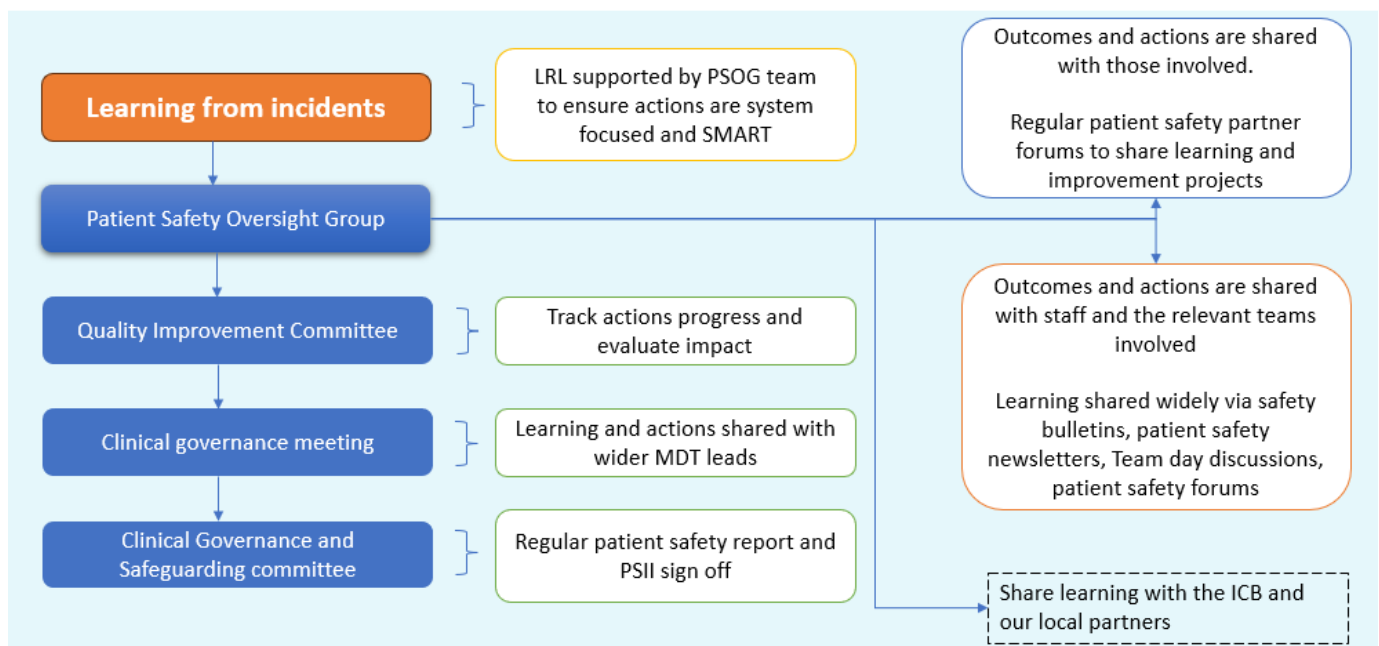 Learning from incidents
LRL supported by PSOG team
to ensure actions are system
focused and SMART
Outcomes and actions are shared
with those involved.
Regular patient safety partner
forums to share learning and
improvement projects
Patient Safety Oversight Group
Quality Improvement Committee
Track actions progress and
evaluate impact
Outcomes and actions are shared
with staff and the relevant teams
involved
Learning shared widely via safety
bulletins, patient safety
newsletters, Team day discussions,
patient safety forums
Clinical governance meeting
Learning and actions shared with
wider MDT leads
Clinical Governance and
Safeguarding committee
Regular patient safety report and
PSII sign off
Share learning with the ICB and
our local partners